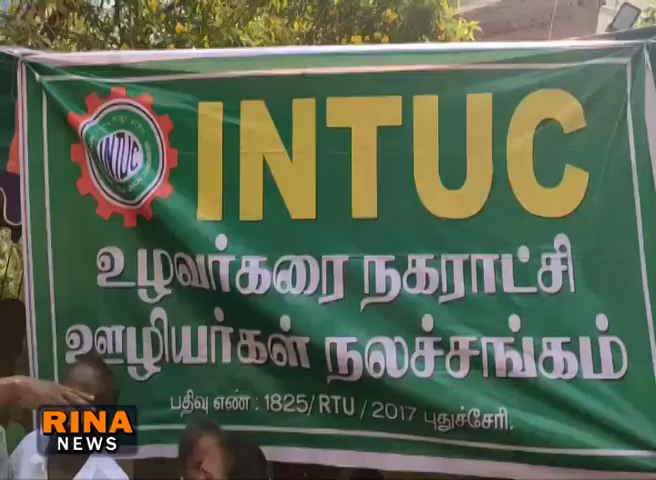 INTUC
INTUC
உழவர்கரை நகராட்சி
ஊழியர்கள் நலச்சங்கம்
பதிவு எண் : 1825/RTU / 2017 புதுச்சேரி.
RINA
NEWS